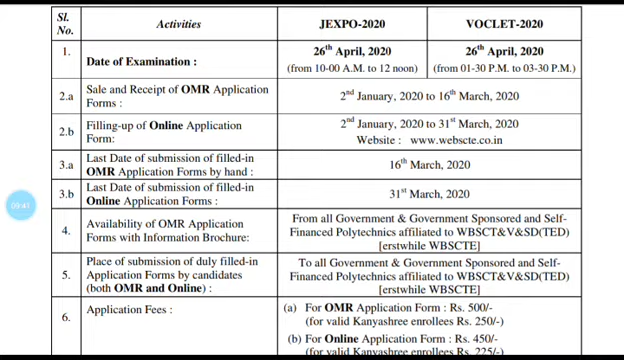 Sl. No. Activities JEXPO-2020 VOCLET-2020
1. Date of Examination : 26th April, 2020 26th April, 2020
(from 10-00 A.M. to 12 noon) (from 01-30 P.M. to 03-30 P.M.)
2.a Sale and Receipt of OMR Application
Forms : 2nd January, 2020 to 16th March, 2020
2.b Filling-up of Online Application
Form: 2nd January, 2020 to 31st March, 2020
Website : www.webscte.co.in
3.a Last Date of submission of filled-in
OMR Application Forms by hand : 16th March, 2020
3.b Last Date of submission of filled-in
Online Application Forms : 31st March, 2020
09:41
4. Availability of OMR Application
Forms with Information Brochure:
From all Government & Government Sponsored and Self-
Financed Polytechnics affiliated to WBSCT&V&SD(TED)
[erstwhile WBSCTE]
5. Place of submission of duly filled-in
Application Forms by candidates
(both OMR and Online) :
To all Government & Government Sponsored and Self-
Financed Polytechnics affiliated to WBSCT&V&SD(TED)
[erstwhile WBSCTE]
6. Application Fees :
(a) For OMR Application Form : Rs. 500/-
(for valid Kanyashree enrollees Rs. 250/-)
(b) For Online Application Form : Rs. 450/-
(for valid Kanyashree enrollees Rs. 225/-)